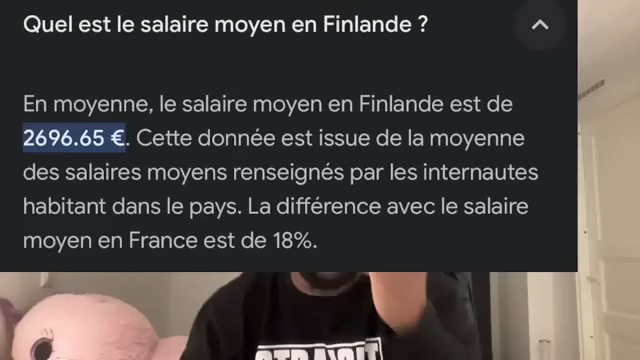 Quel est le salaire moyen en Finlande ?
En moyenne, le salaire moyen en Finlande est de
2696.65 €. Cette donnée est issue de la moyenne
des salaires moyens renseignés par les internautes
habitant dans le pays. La différence avec le salaire
moyen en France est de 18%.